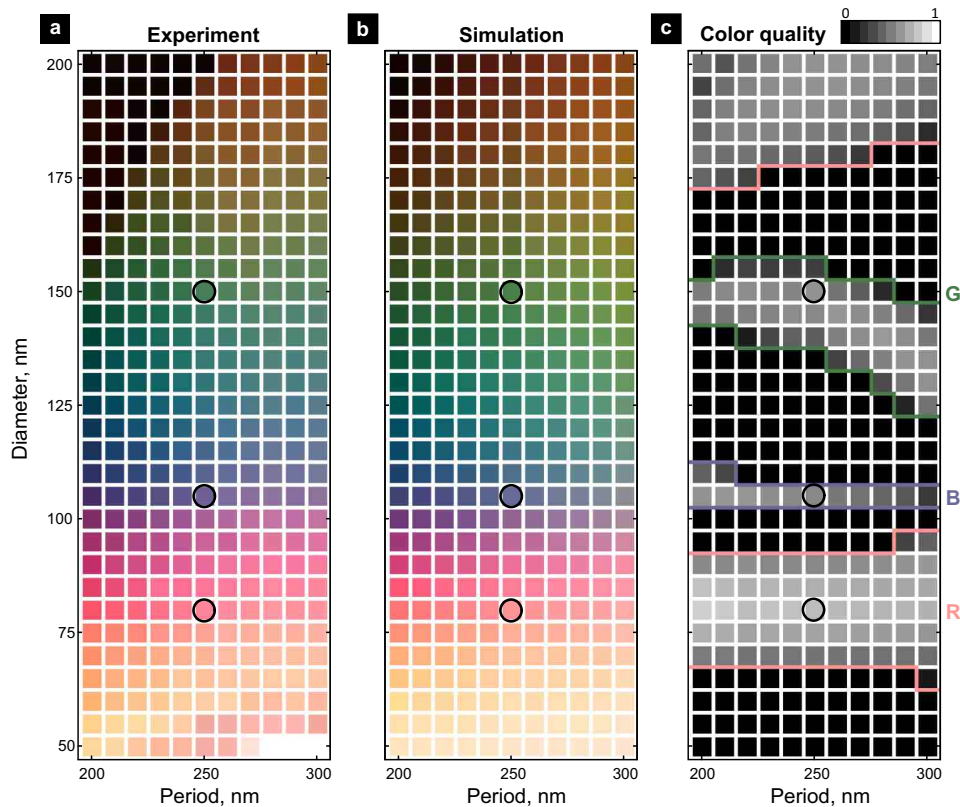 a Experiment
b Simulation
c Color quality
0 1
200
175
150
125
100
75
50
Diameter, nm
G
B
R
200 250 300
200 250 300
200 250 300
Period, nm
Period, nm
Period, nm